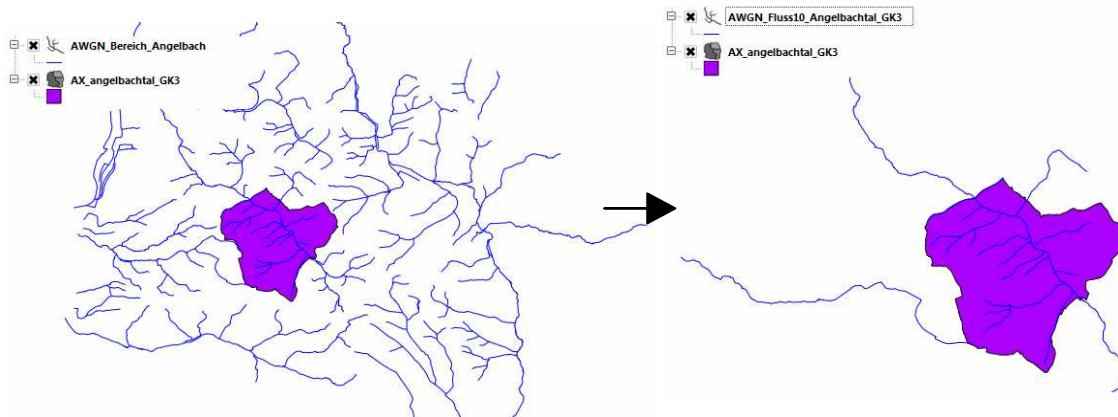 AWGN_Bereich_Angelbach
AX_angelbachtal_GK3
AWGN_Fluss10_Angelbachtal_GK3
AX_angelbachtal_GK3